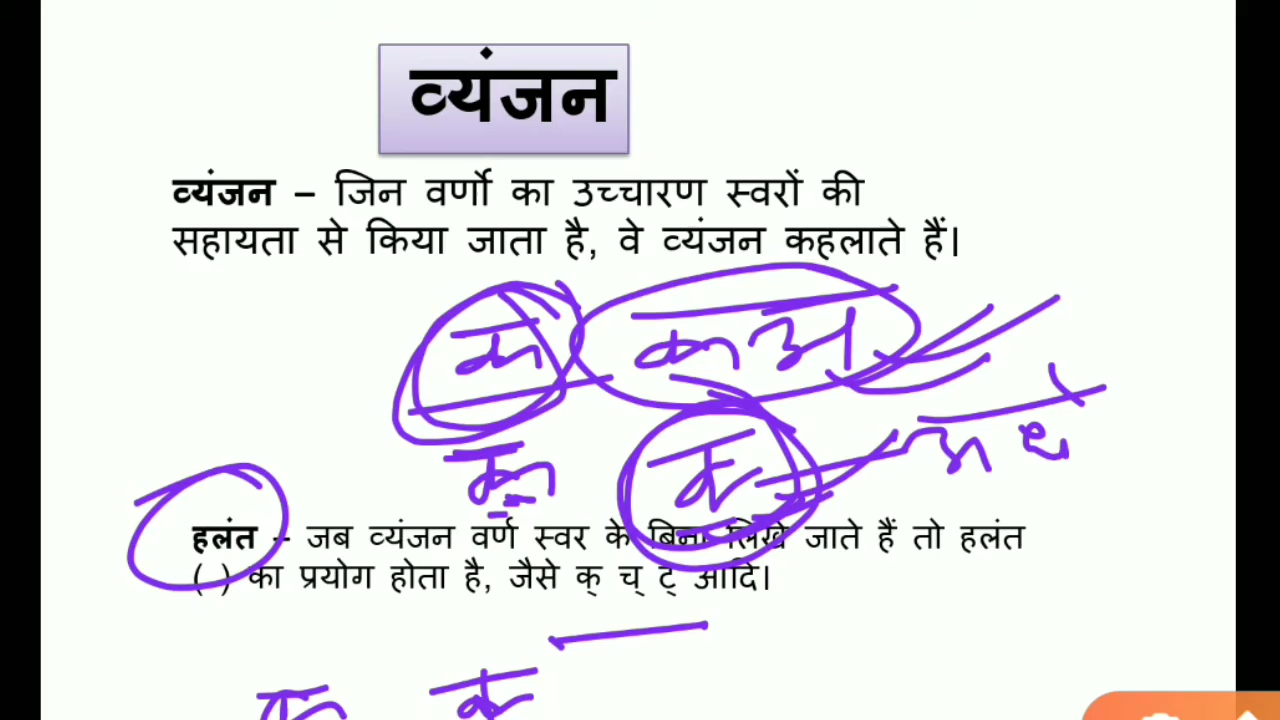 व्यंजन
व्यंजन – जिन वर्णो का उच्चारण स्वरों की
सहायता से किया जाता है, वे व्यंजन कहलाते हैं।
क क अ
क क
हलंत – जब व्यंजन वर्ण स्वर के बिना लिखे जाते हैं तो हलंत
( ) का प्रयोग होता है, जैसे क् च् ट् आदि।
क क